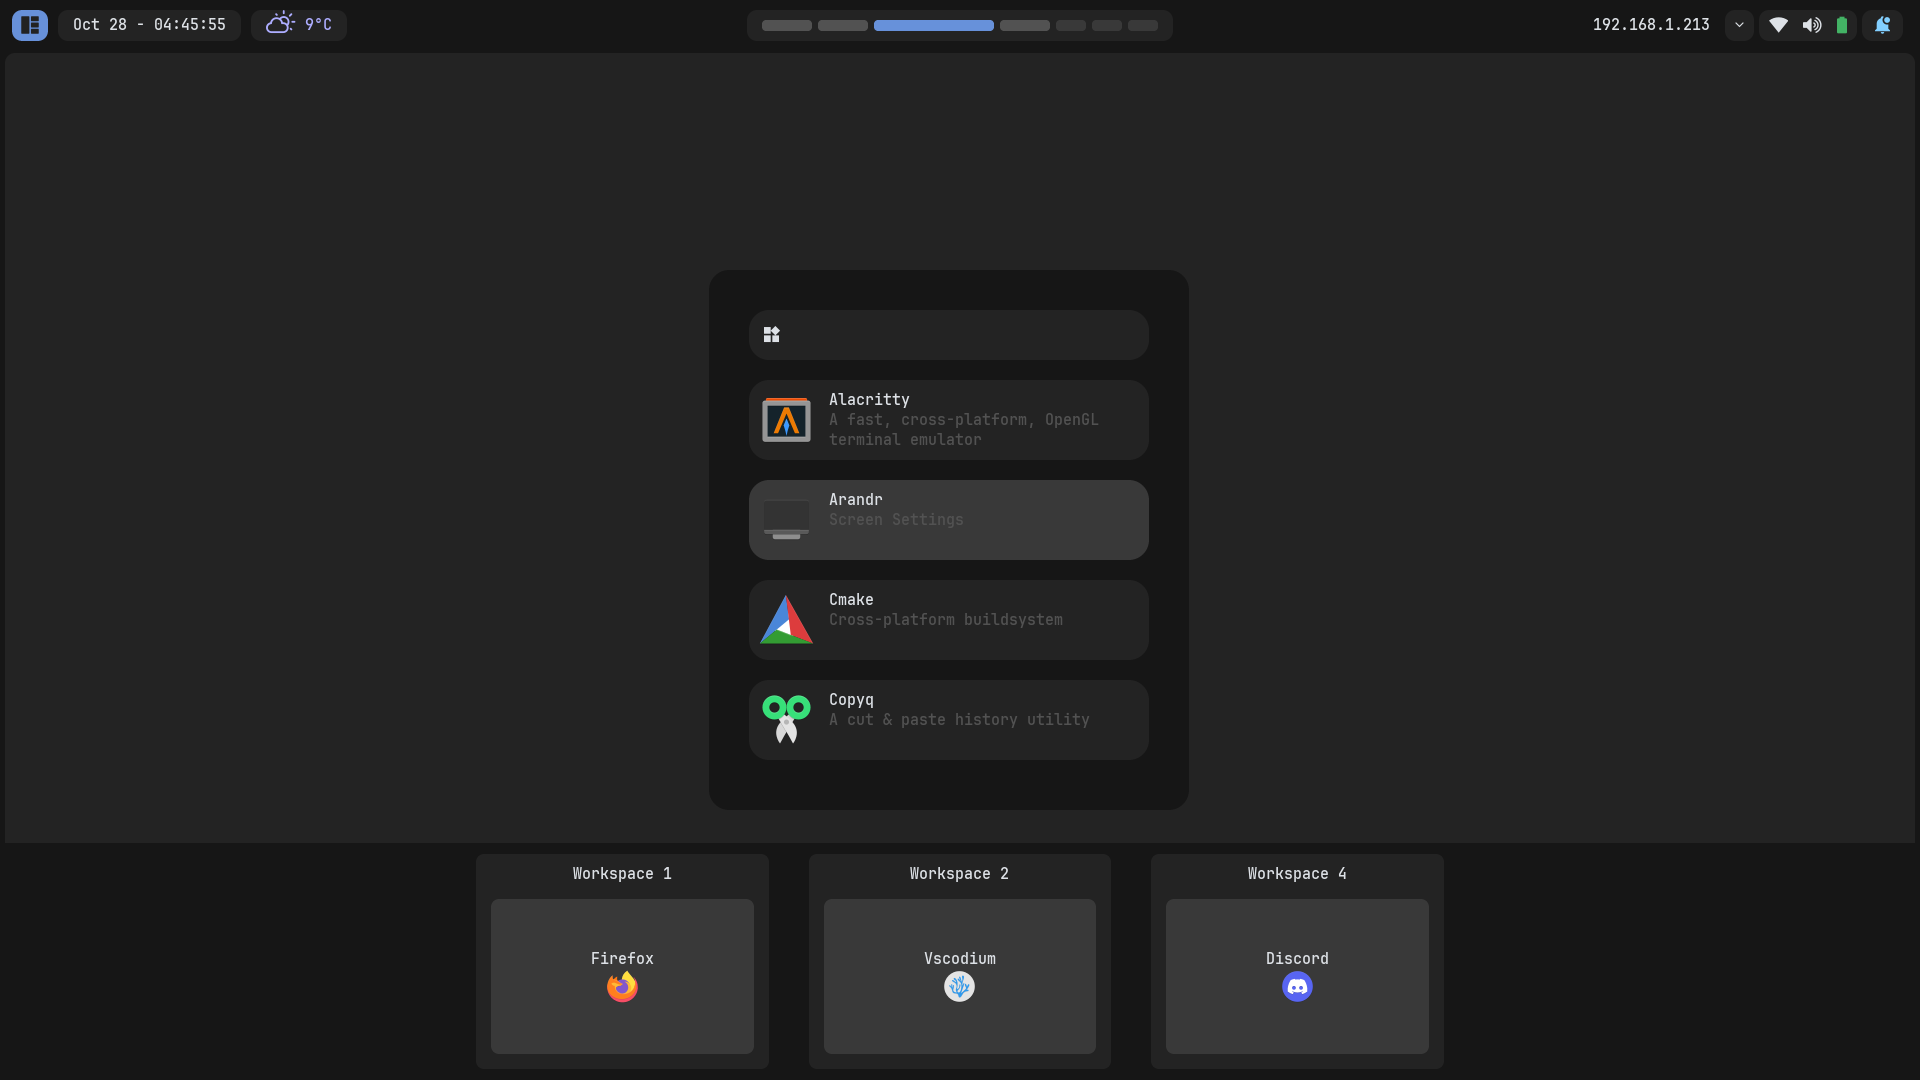 Oct 28 - 04:45:55
9°C
192.168.1.213
Alacritty
A fast, cross-platform, OpenGL
terminal emulator
Arandr
Screen Settings
Cmake
Cross-platform buildsystem
Copyq
A cut & paste history utility
Workspace 1
Workspace 2
Workspace 4
Firefox
Vscodium
Discord